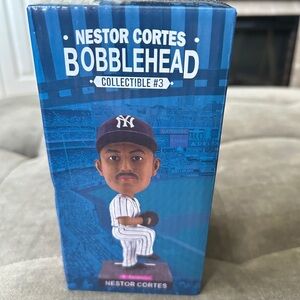 NESTOR CORTES
BOBBLEHEAD
COLLECTIBLE #3
NY
NESTOR CORTES